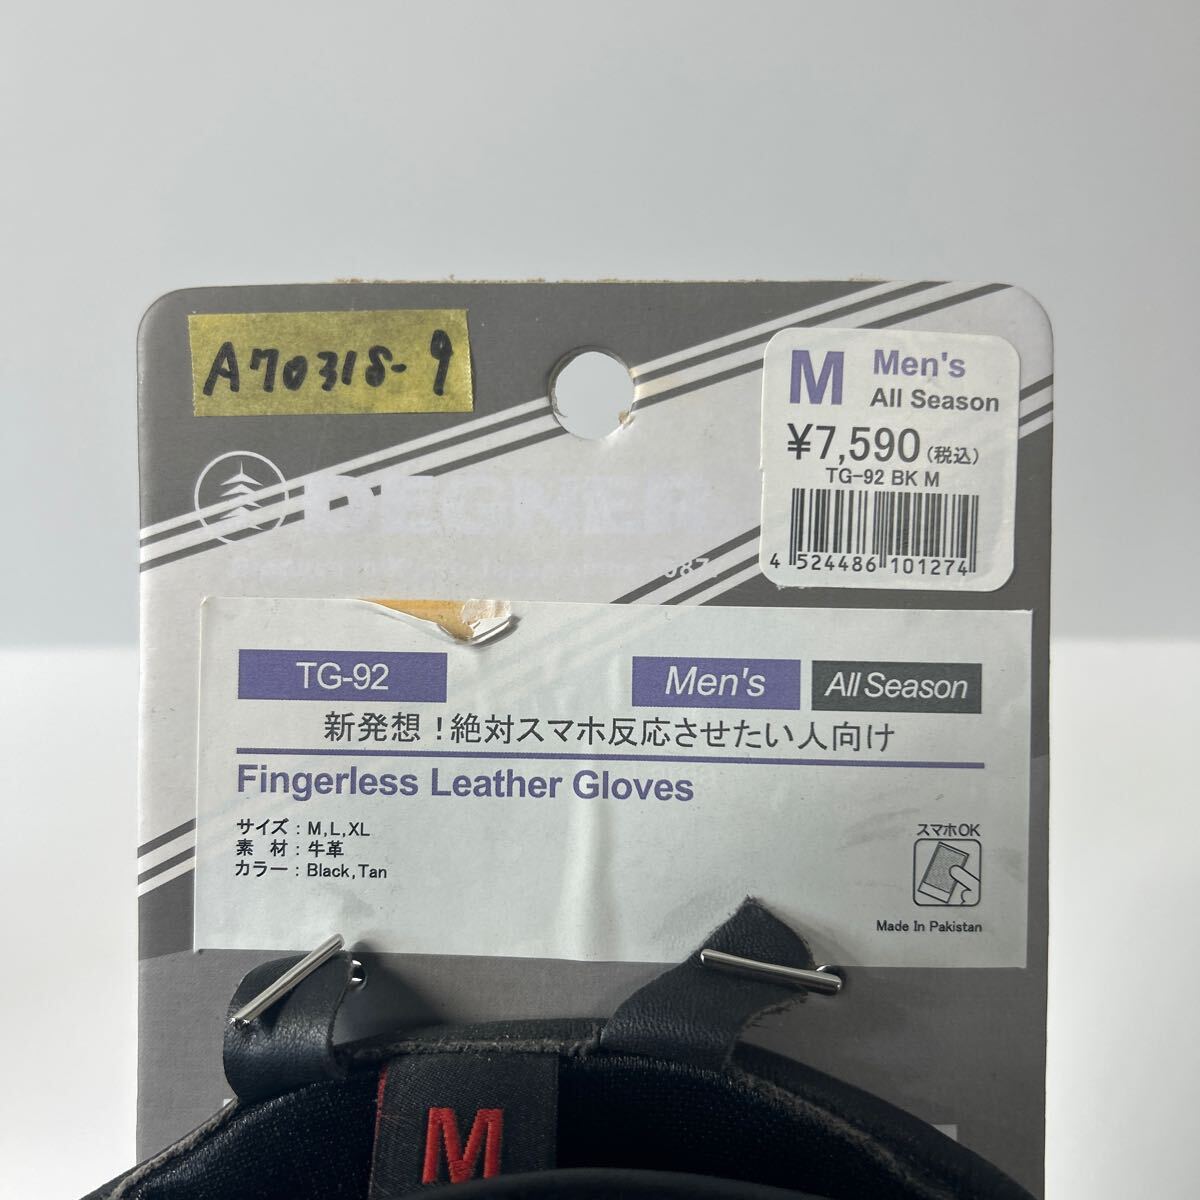 A70318-9
DEGNER
M Men's
All Season
¥7,590(税込)
TG-92 BK M
4 524486 101274
TG-92
Men's
All Season
新発想！絶対スマホ反応させたい人向け
Fingerless Leather Gloves
サイズ : M,L,XL
素 材 : 牛革
カラー : Black,Tan
スマホOK
Made In Pakistan
M